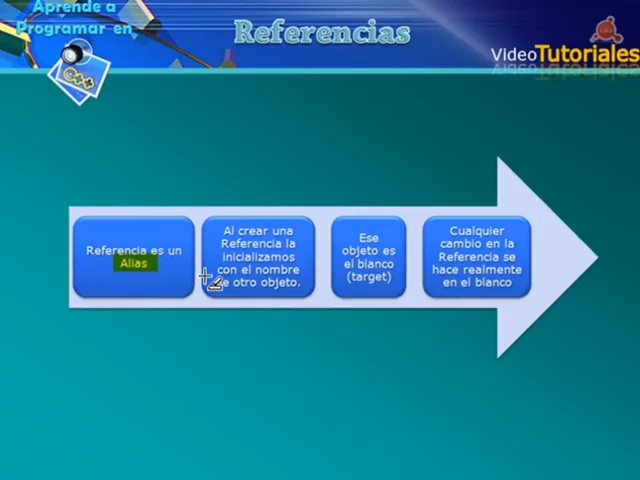 Aprende a
Programar en
C++
Referencias
VideoTutoriales
Referencia es un
Alias
Al crear una
Referencia la
inicializamos
con el nombre
de otro objeto.
Ese
objeto es
el blanco
(target)
Cualquier
cambio en la
Referencia se
hace realmente
en el blanco